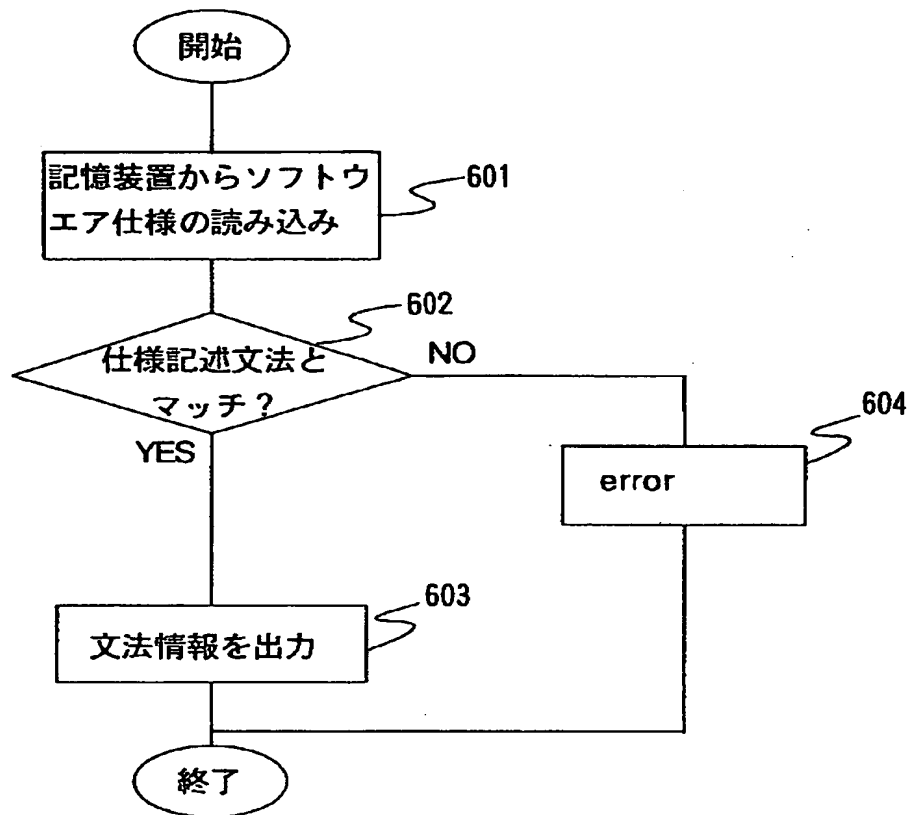 開始
記憶装置からソフトウ
エア仕様の読み込み
601
602
仕様記述文法と
マッチ?
NO
YES
604
error
603
文法情報を出力
終了